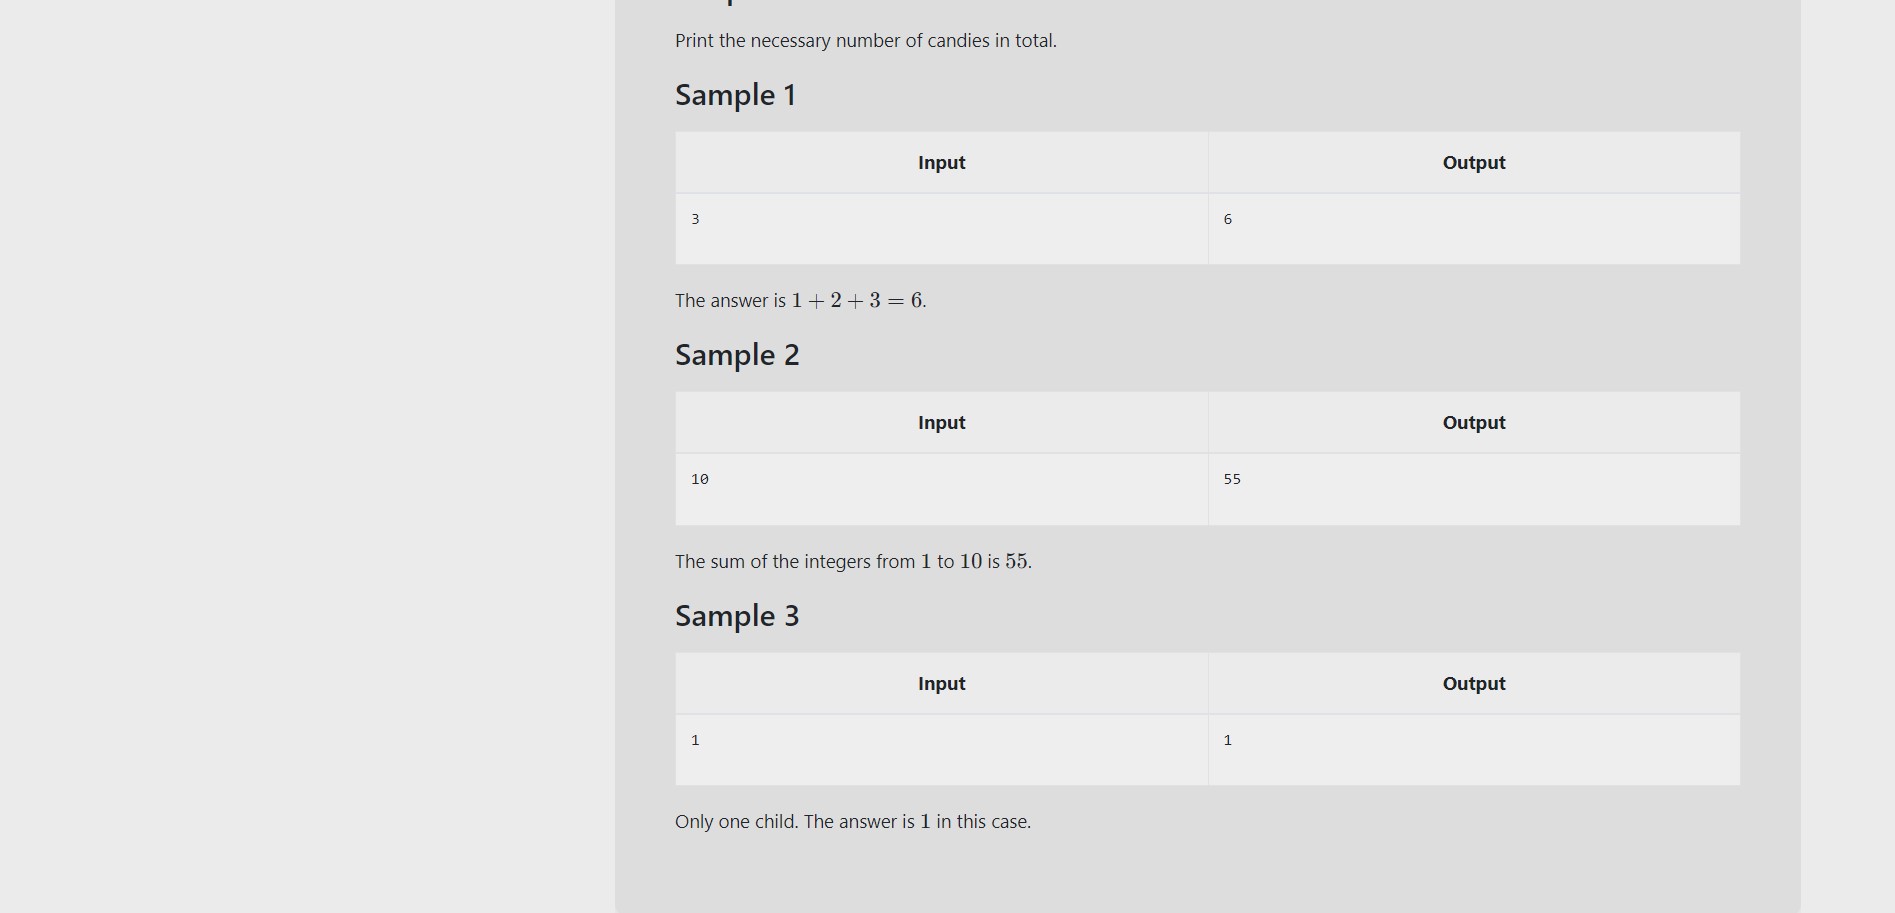 Print the necessary number of candies in total.
Sample 1
Input Output
3 6
The answer is 1 + 2 + 3 = 6.
Sample 2
Input Output
10 55
The sum of the integers from 1 to 10 is 55.
Sample 3
Input Output
1 1
Only one child. The answer is 1 in this case.